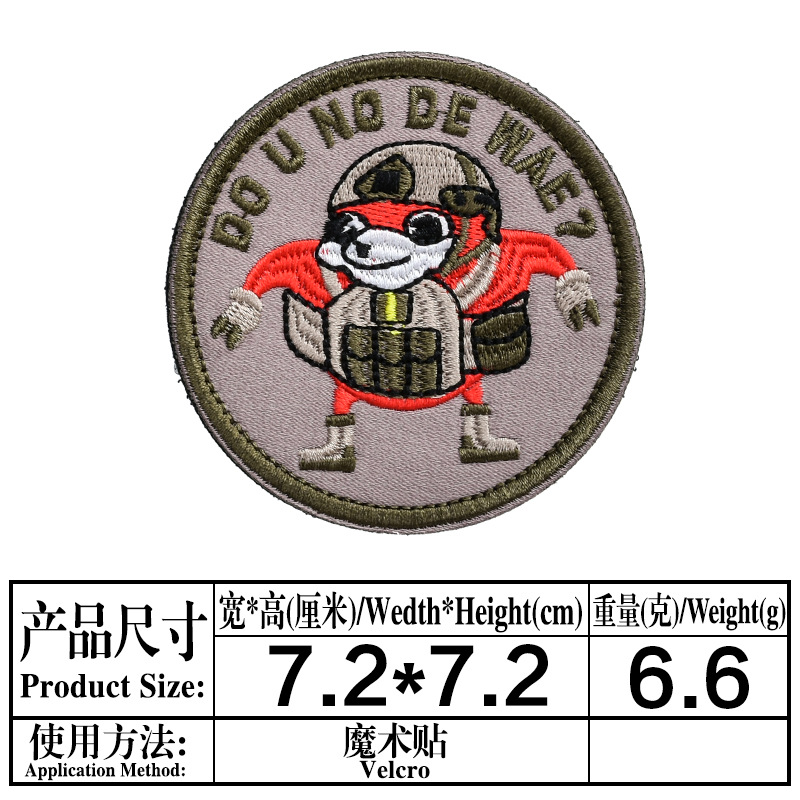 DO U NO DE WAE?
产品尺寸
Product Size:
宽*高(厘米)/Wedth*Height(cm)
重量(克)/Weight(g)
7.2*7.2
6.6
使用方法:
Application Method:
魔术贴
Velcro